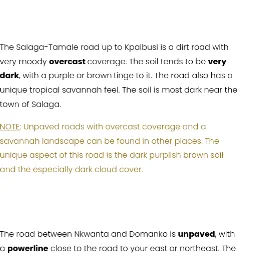 The Salaga-Tamale road up to Kpalbusi is a dirt road with
very moody overcast coverage. The soil tends to be very
dark, with a purple or brown tinge to it. The road also has a
unique tropical savannah feel. The soil is most dark near the
town of Salaga.
NOTE: Unpaved roads with overcast coverage and a
savannah landscape can be found in other places. The
unique aspect of this road is the dark purplish brown soil
and the especially dark cloud cover.
The road between Nkwanta and Domanko is unpaved, with
a powerline close to the road to your east or northeast. The